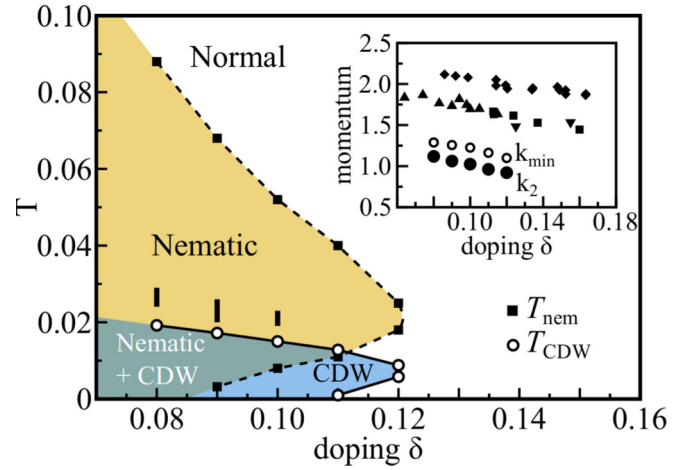 0.10
0.08
0.06
0.04
0.02
0
T
Normal
Nematic
Nematic
+ CDW
CDW
T_nem
T_CDW
0.08
0.10
0.12
0.14
0.16
doping δ
2.5
2.0
1.5
1.0
0.5
momentum
k_min
k_2
0.06
0.10
0.14
0.18
doping δ